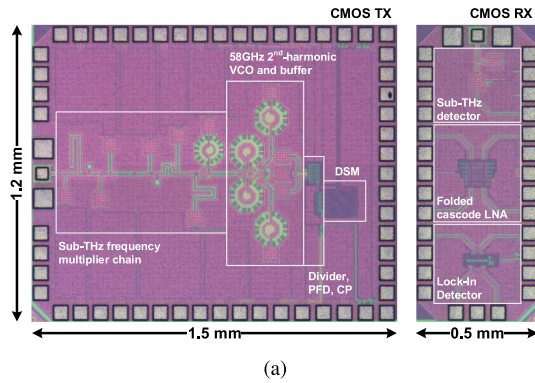 CMOS TX
CMOS RX
58GHz 2nd-harmonic
VCO and buffer
Sub-THz
detector
DSM
1.2 mm
Folded
cascode LNA
Sub-THz frequency
multiplier chain
Divider,
PFD, CP
Lock-In
Detector
1.5 mm
0.5 mm
(a)